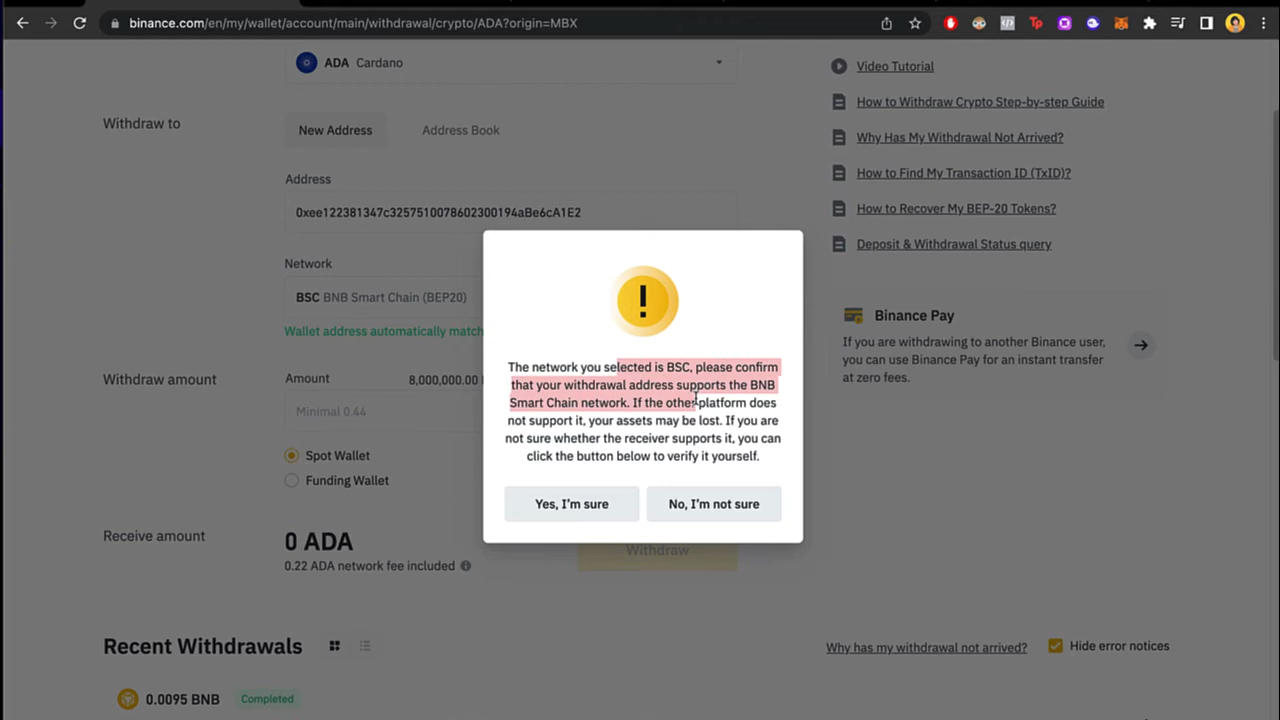 binance.com/en/my/wallet/account/main/withdrawal/crypto/ADA?origin=MBX
Tp
ADA Cardano
Video Tutorial
How to Withdraw Crypto Step-by-step Guide
Withdraw to
New Address
Address Book
Why Has My Withdrawal Not Arrived?
Address
How to Find My Transaction ID (TxID)?
0xee122381347c3257510078602300194aBe6cA1E2
How to Recover My BEP-20 Tokens?
Deposit & Withdrawal Status query
Network
BSC BNB Smart Chain (BEP20)
Wallet address automatically match
Binance Pay
If you are withdrawing to another Binance user,
you can use Binance Pay for an instant transfer
at zero fees.
!
The network you selected is BSC, please confirm
that your withdrawal address supports the BNB
Smart Chain network. If the other platform does
not support it, your assets may be lost. If you are
not sure whether the receiver supports it, you can
click the button below to verify it yourself.
Yes, I'm sure
No, I'm not sure
Withdraw amount
Amount
8,000,000.00
Minimal 0.44
Spot Wallet
Funding Wallet
Receive amount
0 ADA
0.22 ADA network fee included
Withdraw
Recent Withdrawals
Why has my withdrawal not arrived?
Hide error notices
0.0095 BNB
Completed